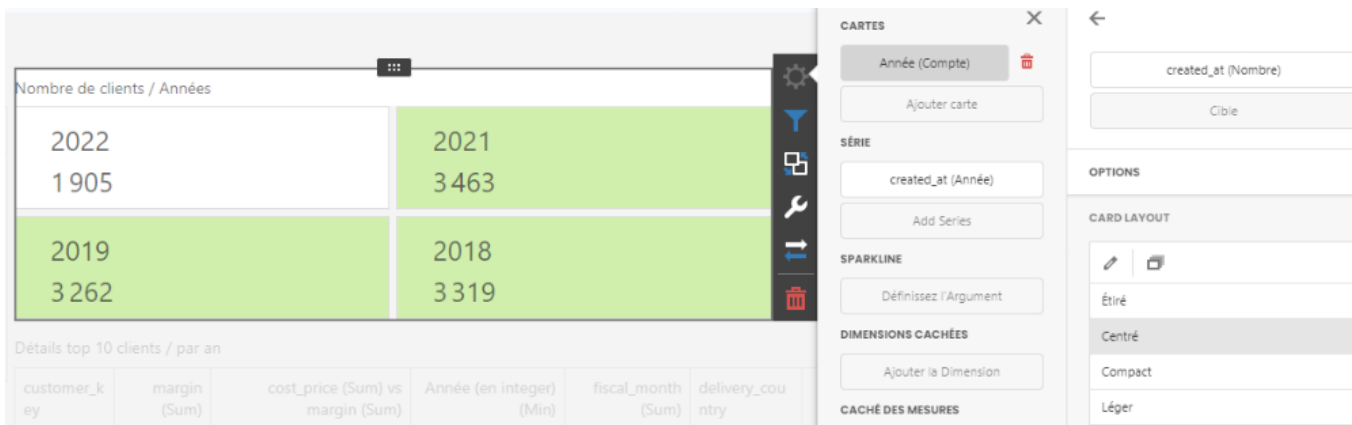 Nombre de clients / Années
2022
1 905
2021
3 463
2019
3 262
2018
3 319
Détails top 10 clients / par an
customer_k
ey
margin
(Sum)
cost_price (Sum) vs
margin (Sum)
Année (en integer)
(Min)
fiscal_month
(Sum)
delivery_cou
ntry
CARTES
Année (Compte)
Ajouter carte
SÉRIE
created_at (Année)
Add Series
SPARKLINE
Définissez l'Argument
DIMENSIONS CACHÉES
Ajouter la Dimension
CACHÉ DES MESURES
created_at (Nombre)
Cible
OPTIONS
CARD LAYOUT
Étiré
Centré
Compact
Léger